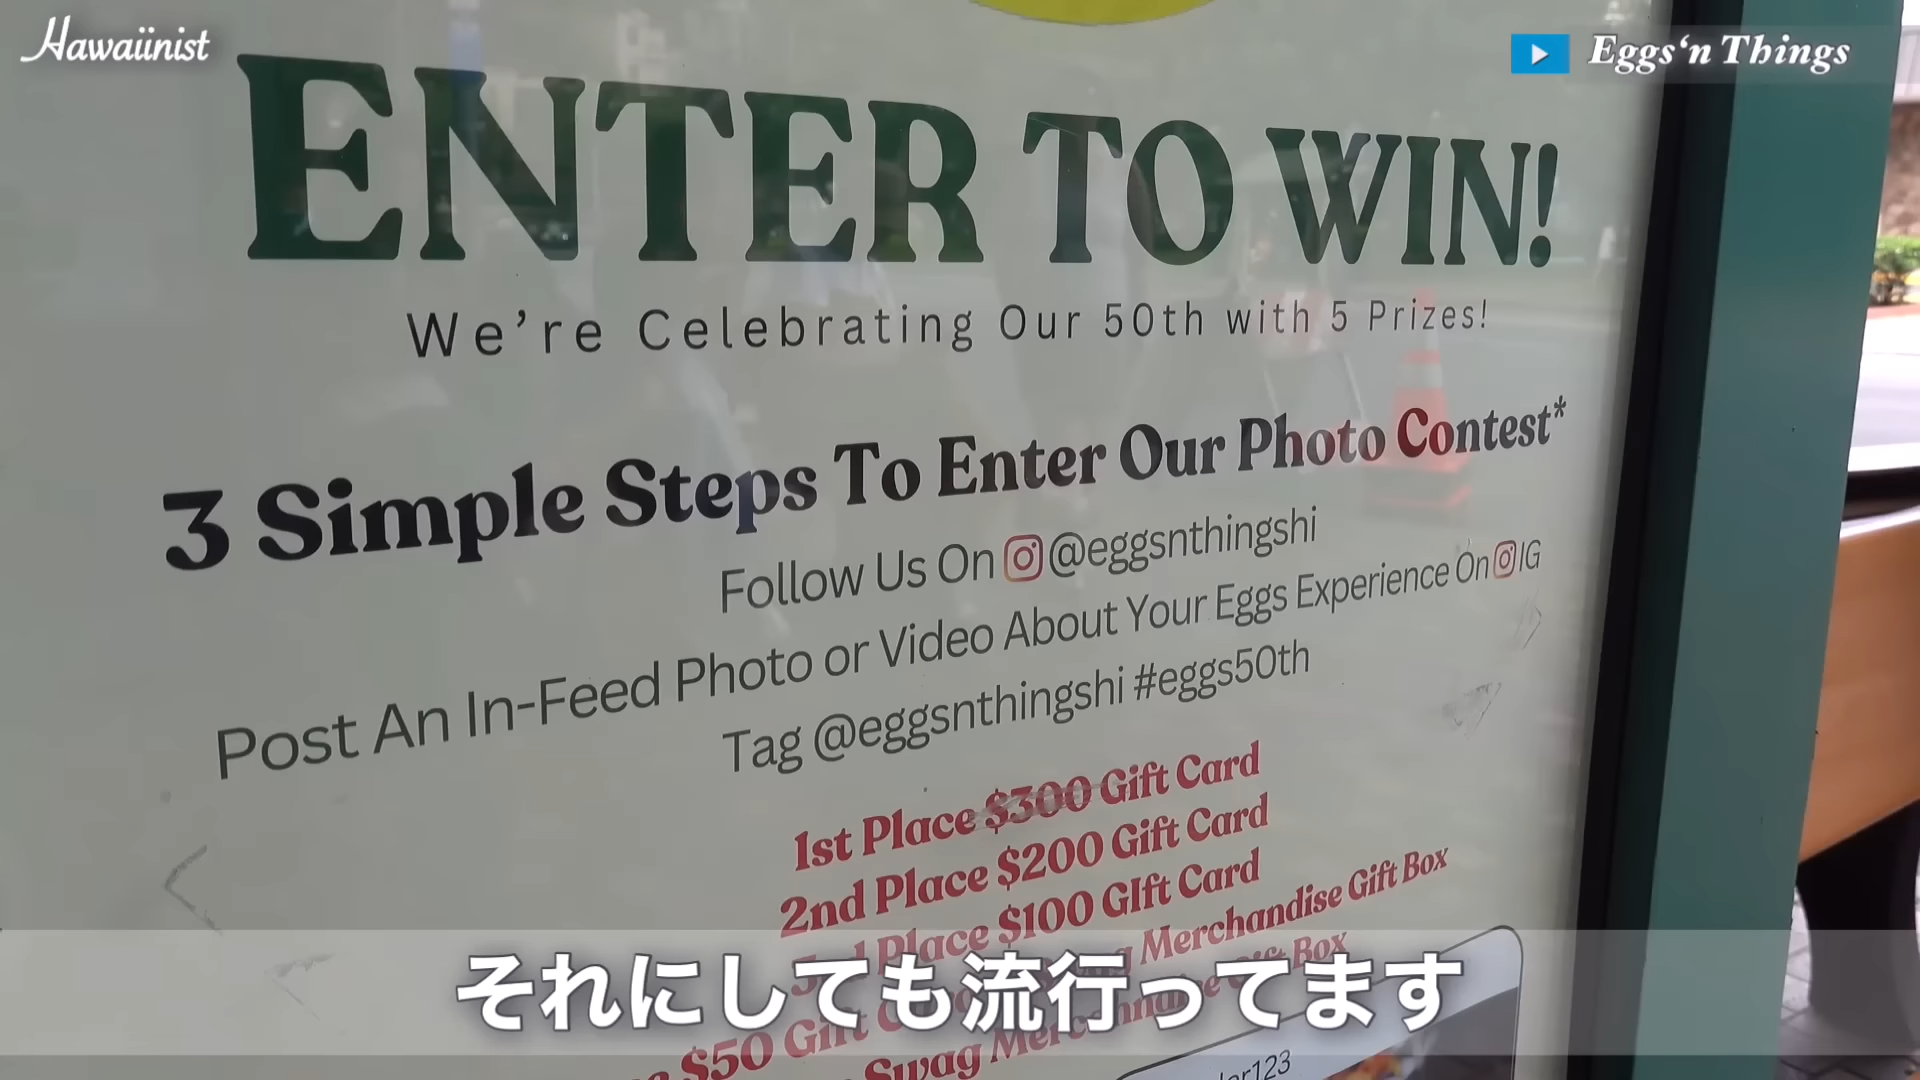 Hawaiinist
Eggs‘n Things
ENTER TO WIN!
We’re Celebrating Our 50th with 5 Prizes!
3 Simple Steps To Enter Our Photo Contest*
Follow Us On @eggsnthingshi
Post An In-Feed Photo or Video About Your Eggs Experience On IG
Tag @eggsnthingshi #eggs50th
1st Place $300 Gift Card
2nd Place $200 Gift Card
3rd Place $100 GIft Card
$50 Gift Merchandise Gift Box
Swag Merchandise Gift Box
それにしても流行ってます